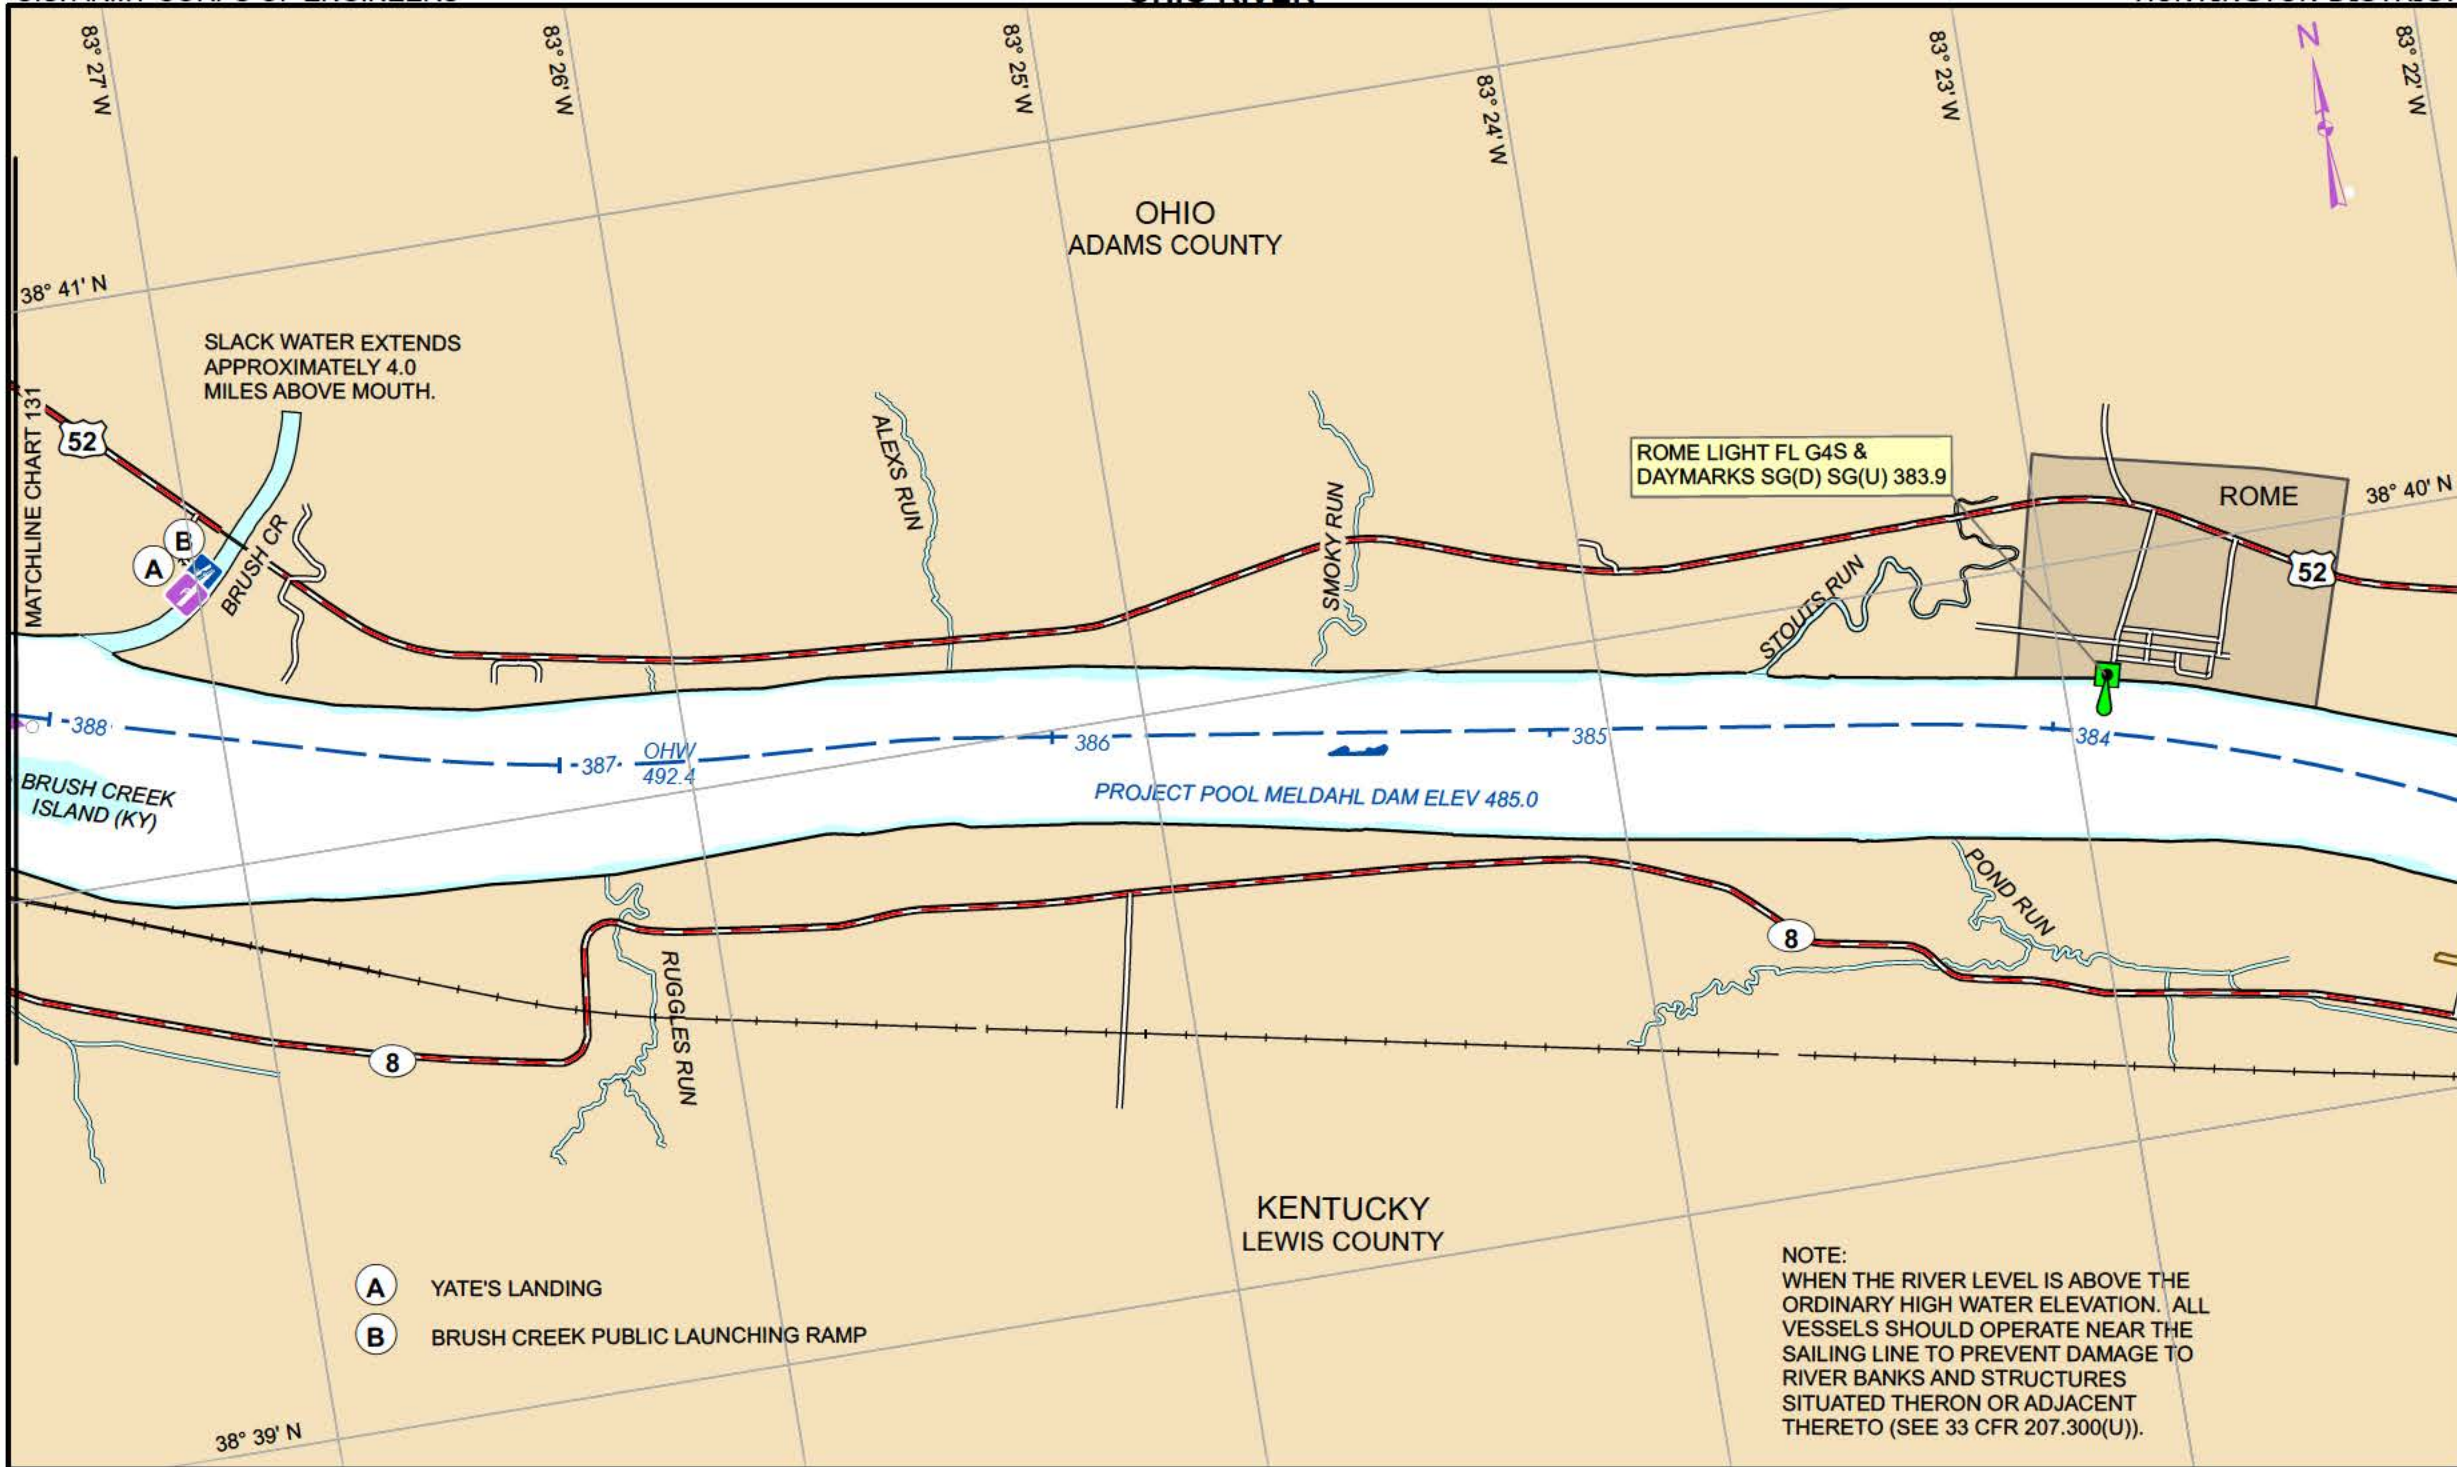 OHIO RIVER
83° 27' W
83° 26' W
83° 25' W
83° 24' W
83° 23' W
83° 22' W
N
OHIO
ADAMS COUNTY
38° 41' N
SLACK WATER EXTENDS
APPROXIMATELY 4.0
MILES ABOVE MOUTH.
MATCHLINE CHART 131
52
B
A
BRUSH CR
ALEXS RUN
SMOKY RUN
ROME LIGHT FL G4S &
DAYMARKS SG(D) SG(U) 383.9
STOUTS RUN
ROME
38° 40' N
52
388
387
OHW
492.4
386
385
384
PROJECT POOL MELDAHL DAM ELEV 485.0
BRUSH CREEK
ISLAND (KY)
POND RUN
8
RUGGLES RUN
8
KENTUCKY
LEWIS COUNTY
A YATE'S LANDING
B BRUSH CREEK PUBLIC LAUNCHING RAMP
NOTE:
WHEN THE RIVER LEVEL IS ABOVE THE
ORDINARY HIGH WATER ELEVATION. ALL
VESSELS SHOULD OPERATE NEAR THE
SAILING LINE TO PREVENT DAMAGE TO
RIVER BANKS AND STRUCTURES
SITUATED THERON OR ADJACENT
THERETO (SEE 33 CFR 207.300(U)).
38° 39' N